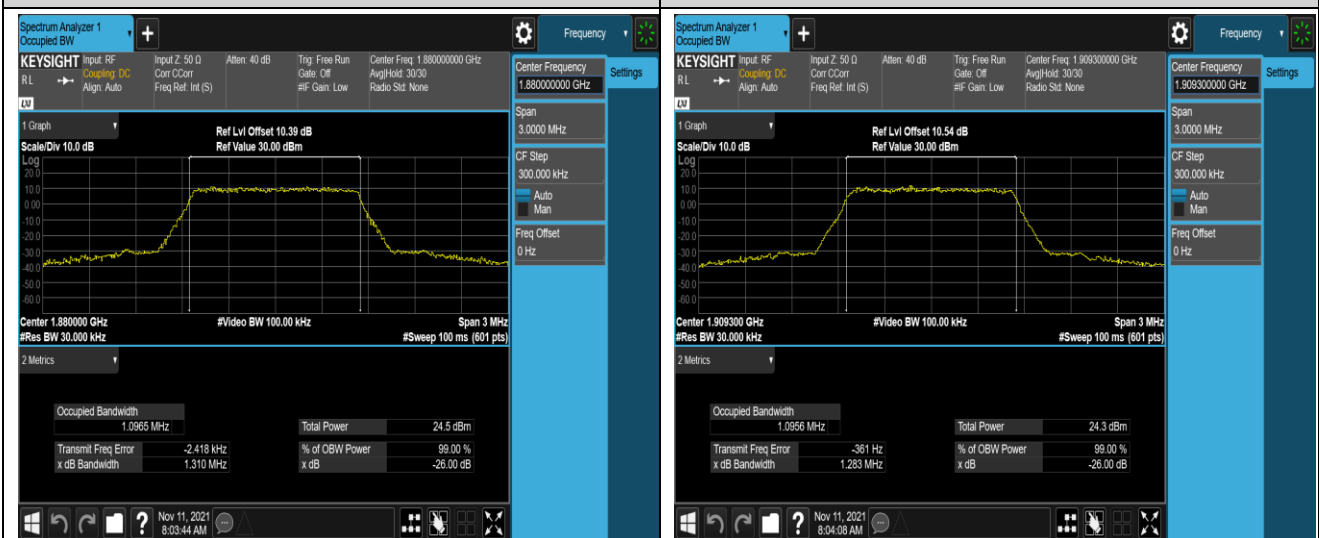 Spectrum Analyzer 1
Occupied BW
+
Frequency
KEYSIGHT
RL
LXI
Input: RF
Coupling: DC
Align: Auto
Input Z: 50 Ω
Corr CCorr
Freq Ref: Int (S)
Atten: 40 dB
Trig: Free Run
Gate: Off
#IF Gain: Low
Center Freq: 1.880000000 GHz
Avg|Hold: 30/30
Radio Std: None
Center Frequency
1.880000000 GHz
Settings
Span
3.0000 MHz
CF Step
300.000 kHz
Auto
Man
Freq Offset
0 Hz
1 Graph
Scale/Div 10.0 dB
Ref Lvl Offset 10.39 dB
Ref Value 30.00 dBm
Log
20.0
10.0
0.00
-10.0
-20.0
-30.0
-40.0
-50.0
-60.0
Center 1.880000 GHz
#Res BW 30.000 kHz
#Video BW 100.00 kHz
Span 3 MHz
#Sweep 100 ms (601 pts)
2 Metrics
Occupied Bandwidth
1.0965 MHz
Total Power 24.5 dBm
Transmit Freq Error -2.418 kHz
% of OBW Power 99.00 %
x dB Bandwidth 1.310 MHz
x dB -26.00 dB
?
Nov 11, 2021
8:03:44 AM
Spectrum Analyzer 1
Occupied BW
+
Frequency
KEYSIGHT
RL
LXI
Input: RF
Coupling: DC
Align: Auto
Input Z: 50 Ω
Corr CCorr
Freq Ref: Int (S)
Atten: 40 dB
Trig: Free Run
Gate: Off
#IF Gain: Low
Center Freq: 1.909300000 GHz
Avg|Hold: 30/30
Radio Std: None
Center Frequency
1.909300000 GHz
Settings
Span
3.0000 MHz
CF Step
300.000 kHz
Auto
Man
Freq Offset
0 Hz
1 Graph
Scale/Div 10.0 dB
Ref Lvl Offset 10.54 dB
Ref Value 30.00 dBm
Log
20.0
10.0
0.00
-10.0
-20.0
-30.0
-40.0
-50.0
-60.0
Center 1.909300 GHz
#Res BW 30.000 kHz
#Video BW 100.00 kHz
Span 3 MHz
#Sweep 100 ms (601 pts)
2 Metrics
Occupied Bandwidth
1.0956 MHz
Total Power 24.3 dBm
Transmit Freq Error -361 Hz
% of OBW Power 99.00 %
x dB Bandwidth 1.283 MHz
x dB -26.00 dB
?
Nov 11, 2021
8:04:08 AM